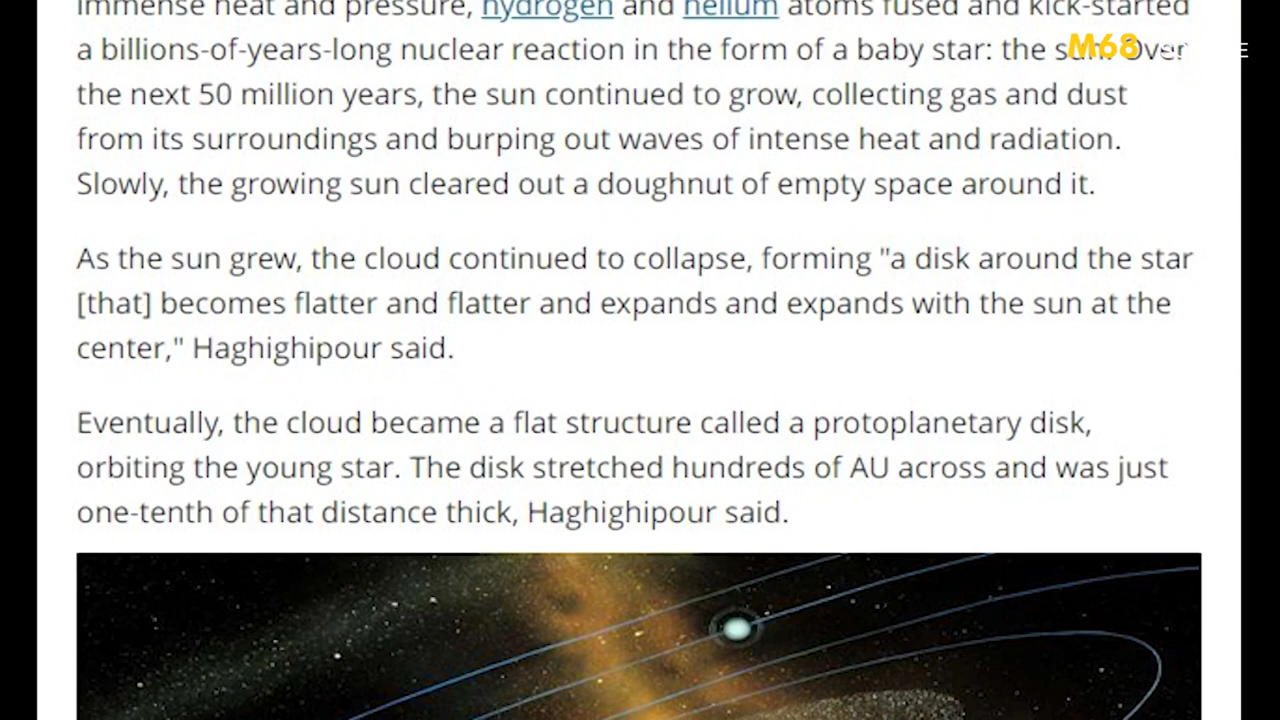 immense heat and pressure, hydrogen and helium atoms fused and kick-started
a billions-of-years-long nuclear reaction in the form of a baby star: the sun. Over
M68
the next 50 million years, the sun continued to grow, collecting gas and dust
from its surroundings and burping out waves of intense heat and radiation.
Slowly, the growing sun cleared out a doughnut of empty space around it.
As the sun grew, the cloud continued to collapse, forming "a disk around the star
[that] becomes flatter and flatter and expands and expands with the sun at the
center," Haghighipour said.
Eventually, the cloud became a flat structure called a protoplanetary disk,
orbiting the young star. The disk stretched hundreds of AU across and was just
one-tenth of that distance thick, Haghighipour said.